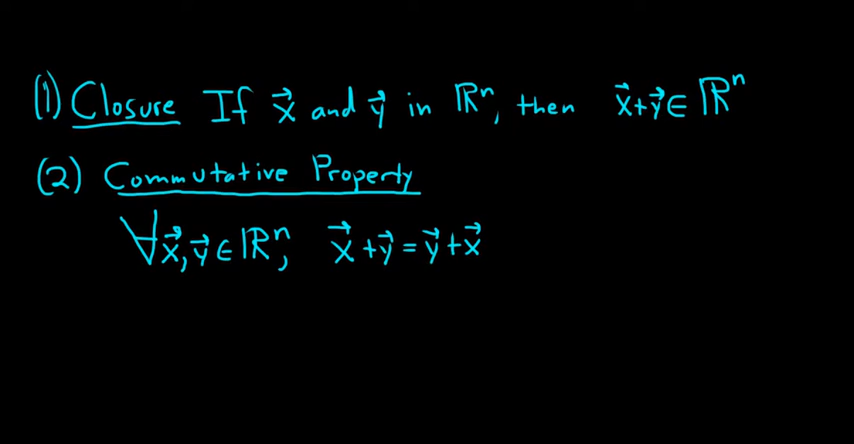 (1) Closure If x⃗ and y⃗ in ℝⁿ, then x⃗+y⃗ ∈ ℝⁿ
(2) Commutative Property
∀x⃗, y⃗ ∈ ℝⁿ, x⃗+y⃗ = y⃗+x⃗